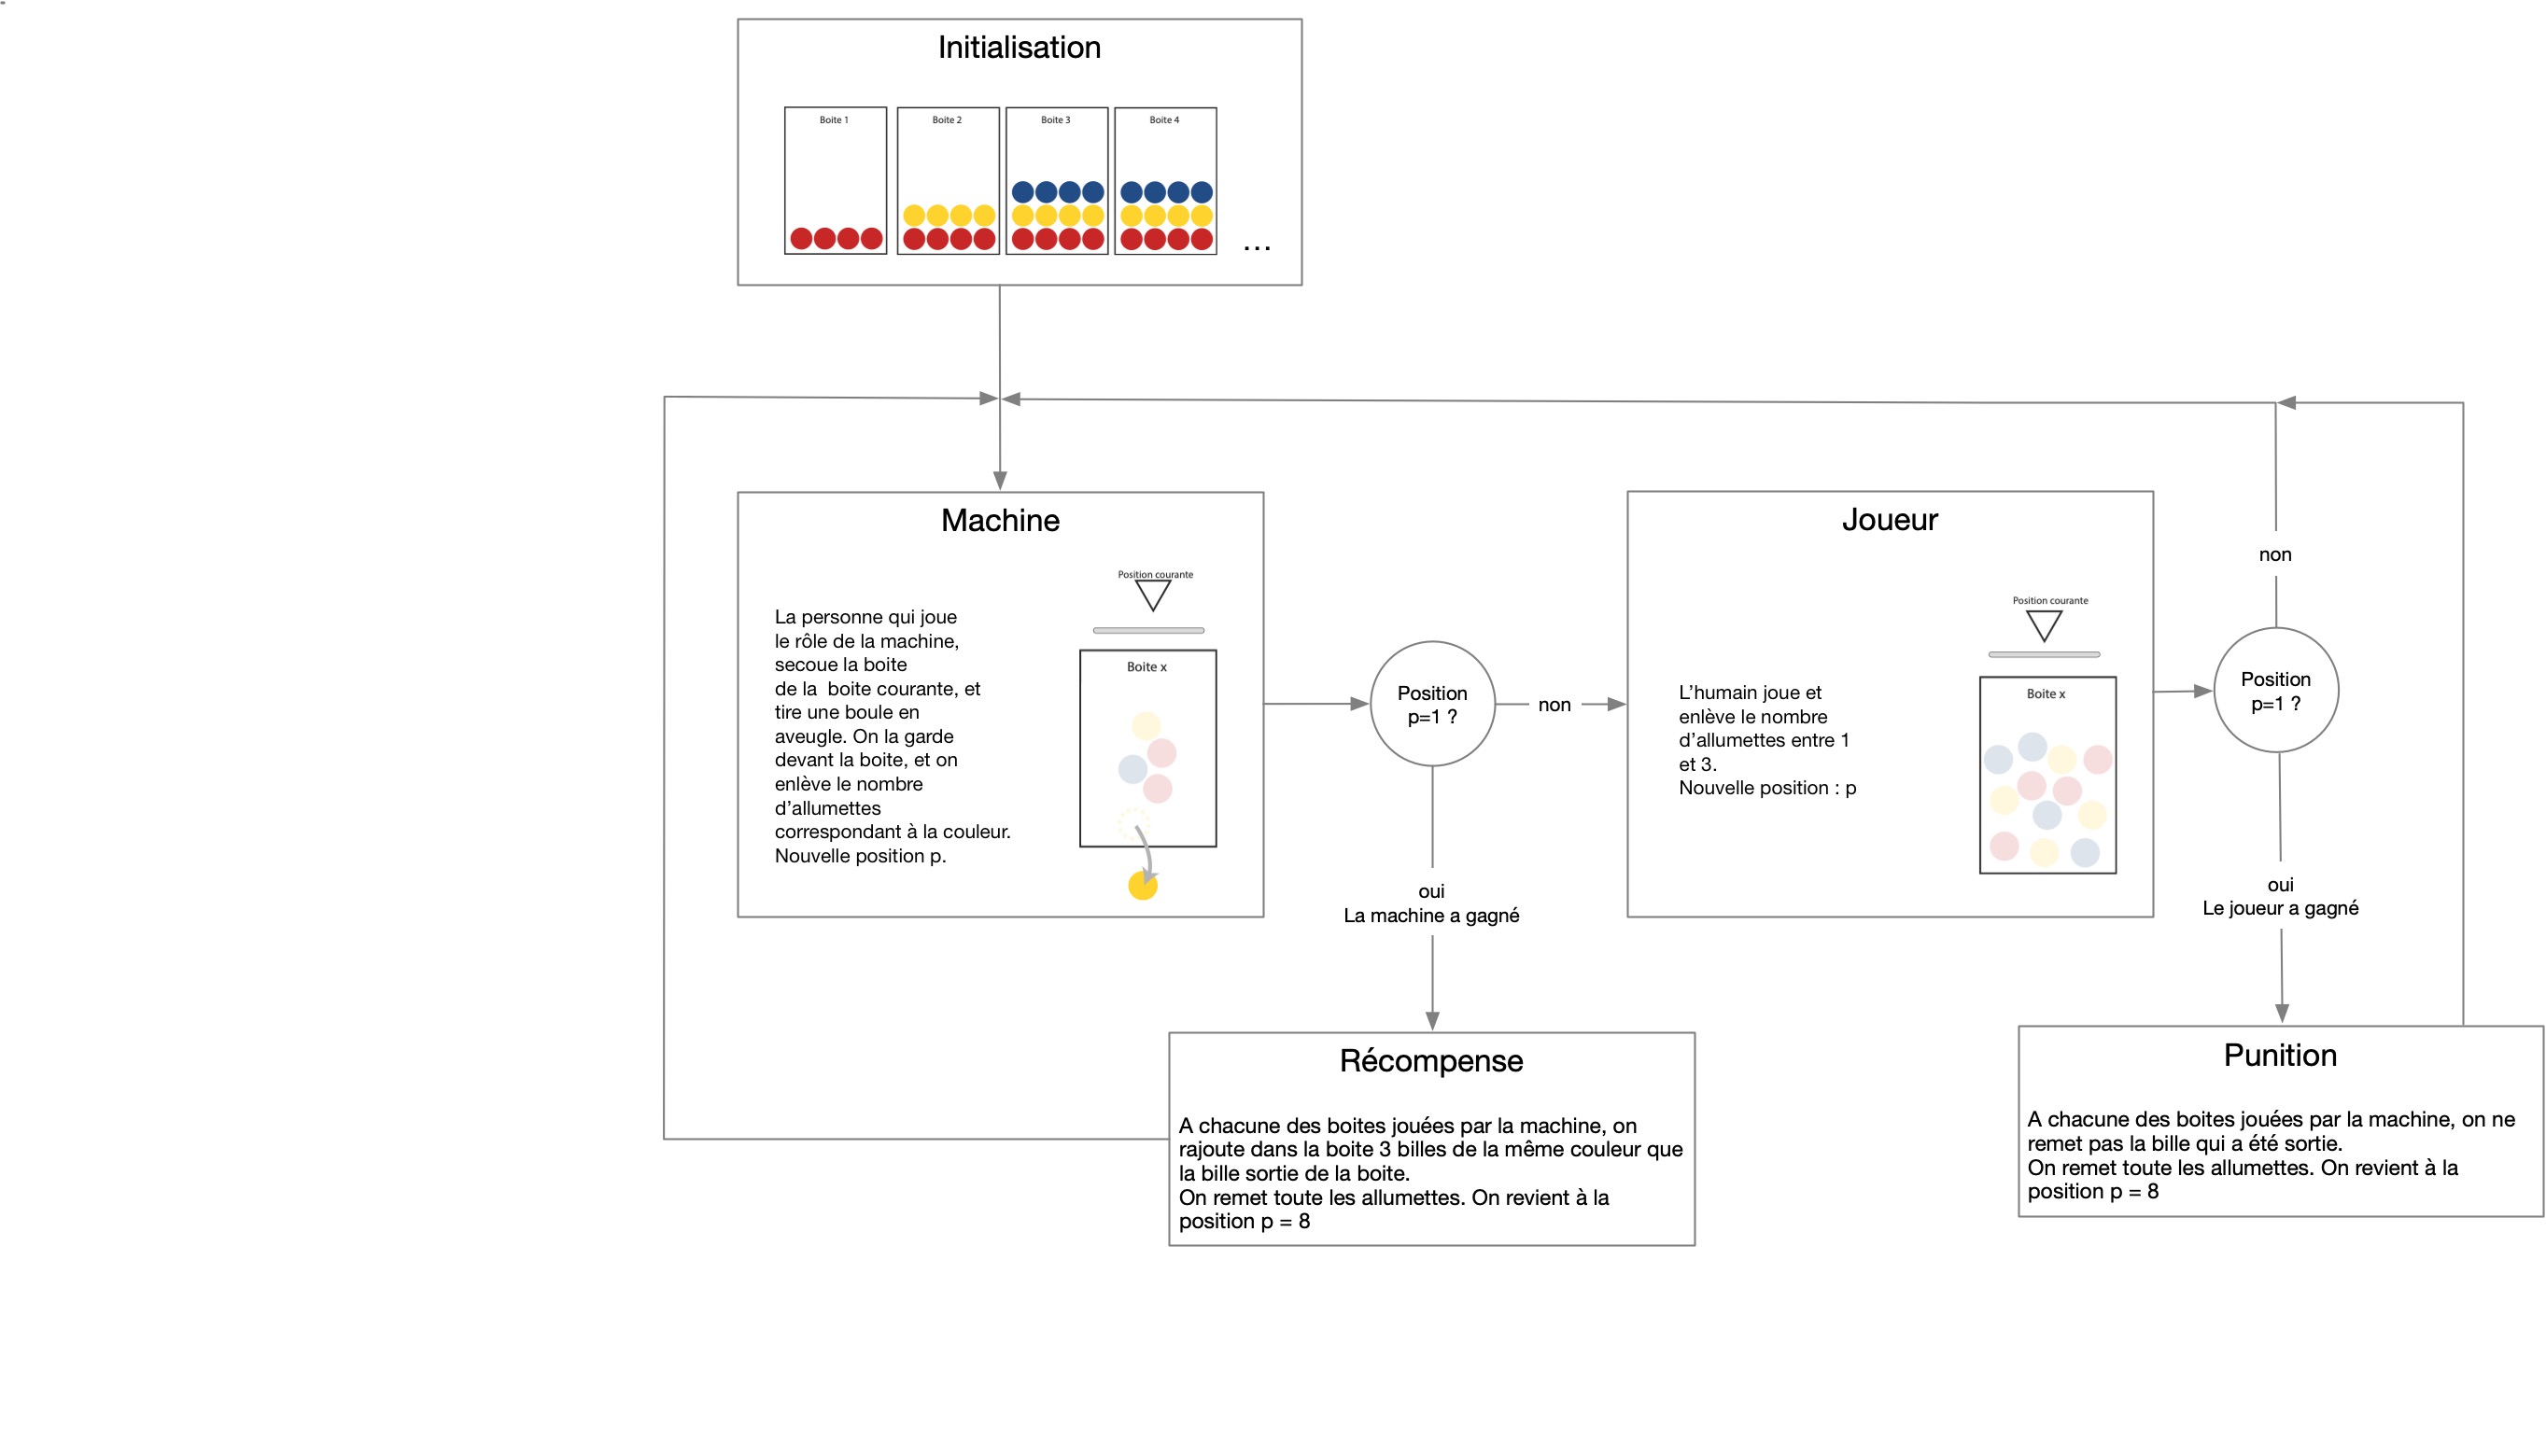 Initialisation
Boite 1
Boite 2
Boite 3
Boite 4
...
Machine
Position courante
Boite x
La personne qui joue
le rôle de la machine,
secoue la boite
de la  boite courante, et
tire une boule en
aveugle. On la garde
devant la boite, et on
enlève le nombre
d’allumettes
correspondant à la couleur.
Nouvelle position p.
Position
p=1 ?
non
oui
La machine a gagné
Joueur
Position courante
Boite x
L’humain joue et
enlève le nombre
d’allumettes entre 1
et 3.
Nouvelle position : p
Position
p=1 ?
non
oui
Le joueur a gagné
Récompense
A chacune des boites jouées par la machine, on
rajoute dans la boite 3 billes de la même couleur que
la bille sortie de la boite.
On remet toute les allumettes. On revient à la
position p = 8
Punition
A chacune des boites jouées par la machine, on ne
remet pas la bille qui a été sortie.
On remet toute les allumettes. On revient à la
position p = 8